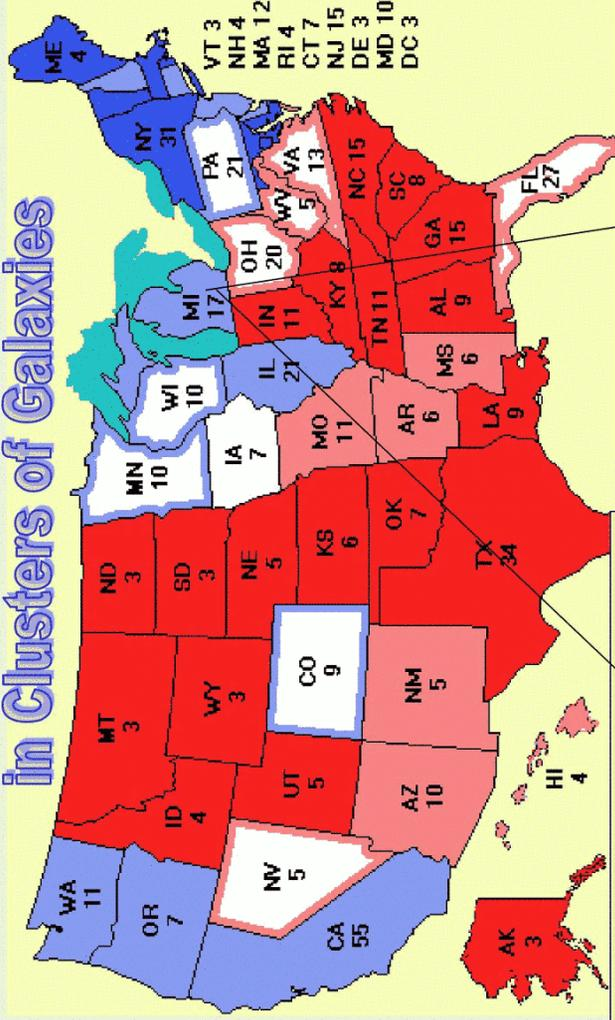 in Clusters of Galaxies
WA
11
OR
7
CA
55
NV
5
ID
4
MT
3
WY
3
UT
5
AZ
10
CO
9
NM
5
ND
3
SD
3
NE
5
KS
6
OK
7
TX
34
MN
10
IA
7
MO
11
AR
6
LA
9
WI
10
IL
21
MS
6
MI
17
IN
11
KY 8
TN 11
AL
9
OH
20
WV
5
VA
13
NC 15
SC
8
GA
15
FL
27
PA
21
NY
31
ME
4
VT 3
NH 4
MA 12
RI 4
CT 7
NJ 15
DE 3
MD 10
DC 3
AK
3
HI
4